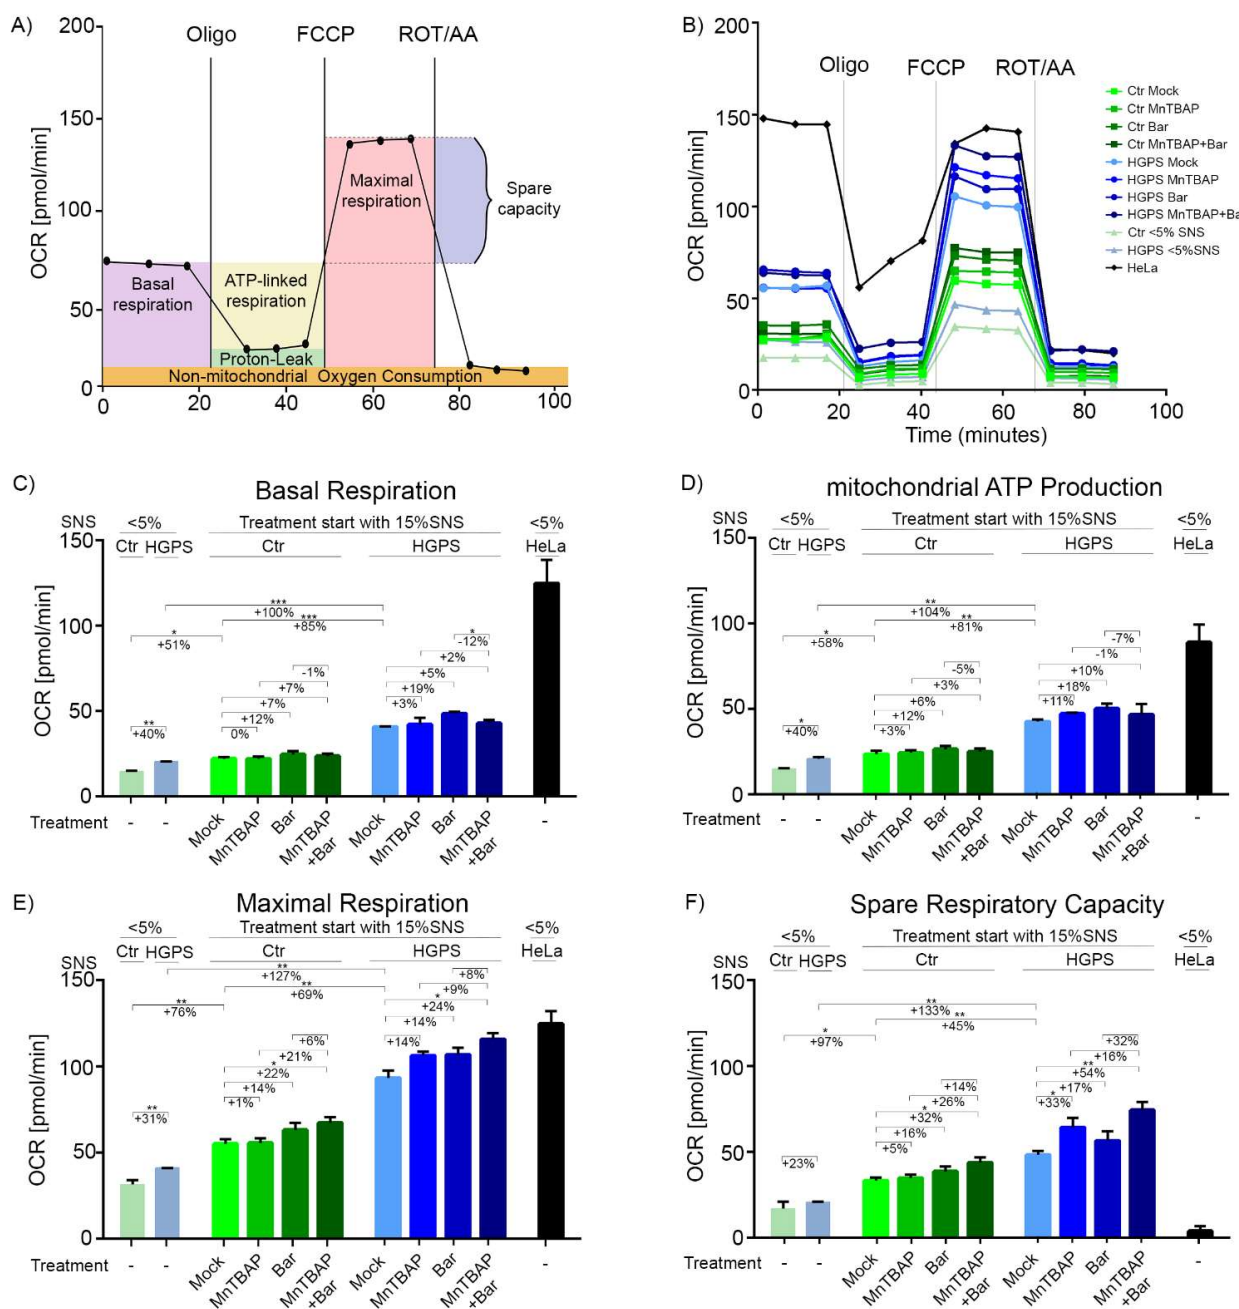 A)
200
150
100
50
0
OCR [pmol/min]
Oligo FCCP ROT/AA
Basal
respiration
ATP-linked
respiration
Proton-Leak
Maximal
respiration
Spare
capacity
Non-mitochondrial Oxygen Consumption
0 20 40 60 80 100
B)
200
150
100
50
0
OCR [pmol/min]
Oligo FCCP ROT/AA
Ctr Mock
Ctr MnTBAP
Ctr Bar
Ctr MnTBAP+Bar
HGPS Mock
HGPS MnTBAP
HGPS Bar
HGPS MnTBAP+Ba
Ctr <5% SNS
HGPS <5%SNS
HeLa
0 20 40 60 80 100
Time (minutes)
C)
Basal Respiration
SNS <5% Treatment start with 15%SNS <5%
Ctr HGPS Ctr HGPS HeLa
150
100
50
0
OCR [pmol/min]
***
+100%
***
+85%
*
+51%
*
-12%
+2%
+5%
+19%
+3%
-1%
+7%
+7%
+12%
0%
**
+40%
Treatment - - Mock MnTBAP Bar MnTBAP +Bar Mock MnTBAP Bar MnTBAP +Bar -
D)
mitochondrial ATP Production
SNS <5% Treatment start with 15%SNS <5%
Ctr HGPS Ctr HGPS HeLa
150
100
50
0
OCR [pmol/min]
**
+104%
**
+81%
*
+58%
-7%
-1%
+10%
+18%
+11%
-5%
+3%
+6%
+12%
+3%
*
+40%
Treatment - - Mock MnTBAP Bar MnTBAP +Bar Mock MnTBAP Bar MnTBAP +Bar -
E)
Maximal Respiration
<5% Treatment start with 15%SNS <5%
SNS Ctr HGPS Ctr HGPS HeLa
150
100
50
0
OCR [pmol/min]
**
+127%
**
+69%
**
+76%
+8%
+9%
*
+24%
+14%
+14%
+6%
+21%
*
+22%
+14%
+1%
**
+31%
Treatment - - Mock MnTBAP Bar MnTBAP +Bar Mock MnTBAP Bar MnTBAP +Bar -
F)
Spare Respiratory Capacity
<5% Treatment start with 15%SNS <5%
SNS Ctr HGPS Ctr HGPS HeLa
150
100
50
0
OCR [pmol/min]
**
+133%
**
+45%
*
+97%
+32%
+16%
**
+54%
+17%
*
+33%
+14%
+26%
*
+32%
+16%
+5%
+23%
Treatment - - Mock MnTBAP Bar MnTBAP +Bar Mock MnTBAP Bar MnTBAP +Bar -